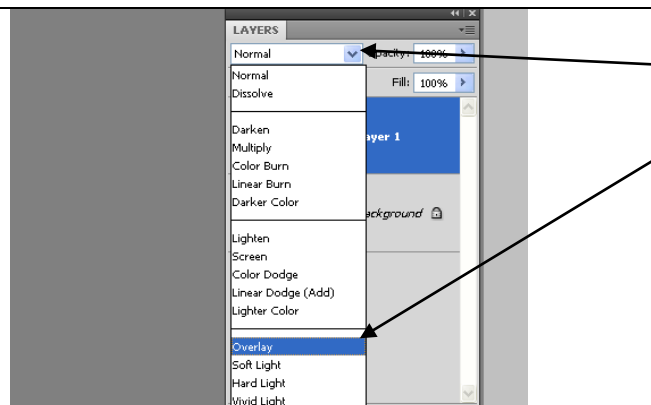 LAYERS
Normal
100%
Normal
Fill: 100%
Dissolve
Darken
ayer 1
Multiply
Color Burn
Linear Burn
Darker Color
ackground
Lighten
Screen
Color Dodge
Linear Dodge (Add)
Lighter Color
Overlay
Soft Light
Hard Light
Vivid Light